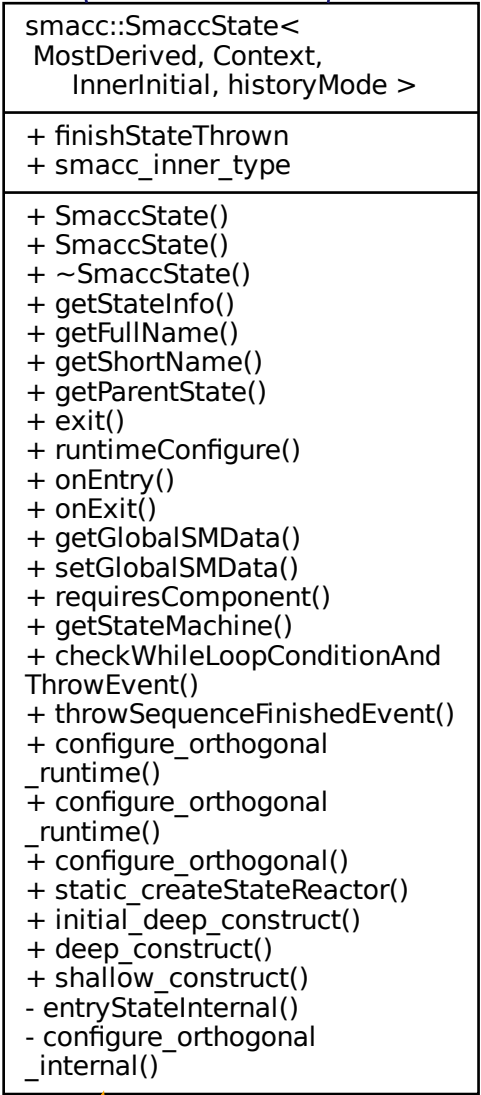 smacc::SmaccState<
MostDerived, Context,
InnerInitial, historyMode >
+ finishStateThrown
+ smacc_inner_type
+ SmaccState()
+ SmaccState()
+ ~SmaccState()
+ getStateInfo()
+ getFullName()
+ getShortName()
+ getParentState()
+ exit()
+ runtimeConfigure()
+ onEntry()
+ onExit()
+ getGlobalSMData()
+ setGlobalSMData()
+ requiresComponent()
+ getStateMachine()
+ checkWhileLoopConditionAnd
ThrowEvent()
+ throwSequenceFinishedEvent()
+ configure_orthogonal
_runtime()
+ configure_orthogonal
_runtime()
+ configure_orthogonal()
+ static_createStateReactor()
+ initial_deep_construct()
+ deep_construct()
+ shallow_construct()
- entryStateInternal()
- configure_orthogonal
_internal()